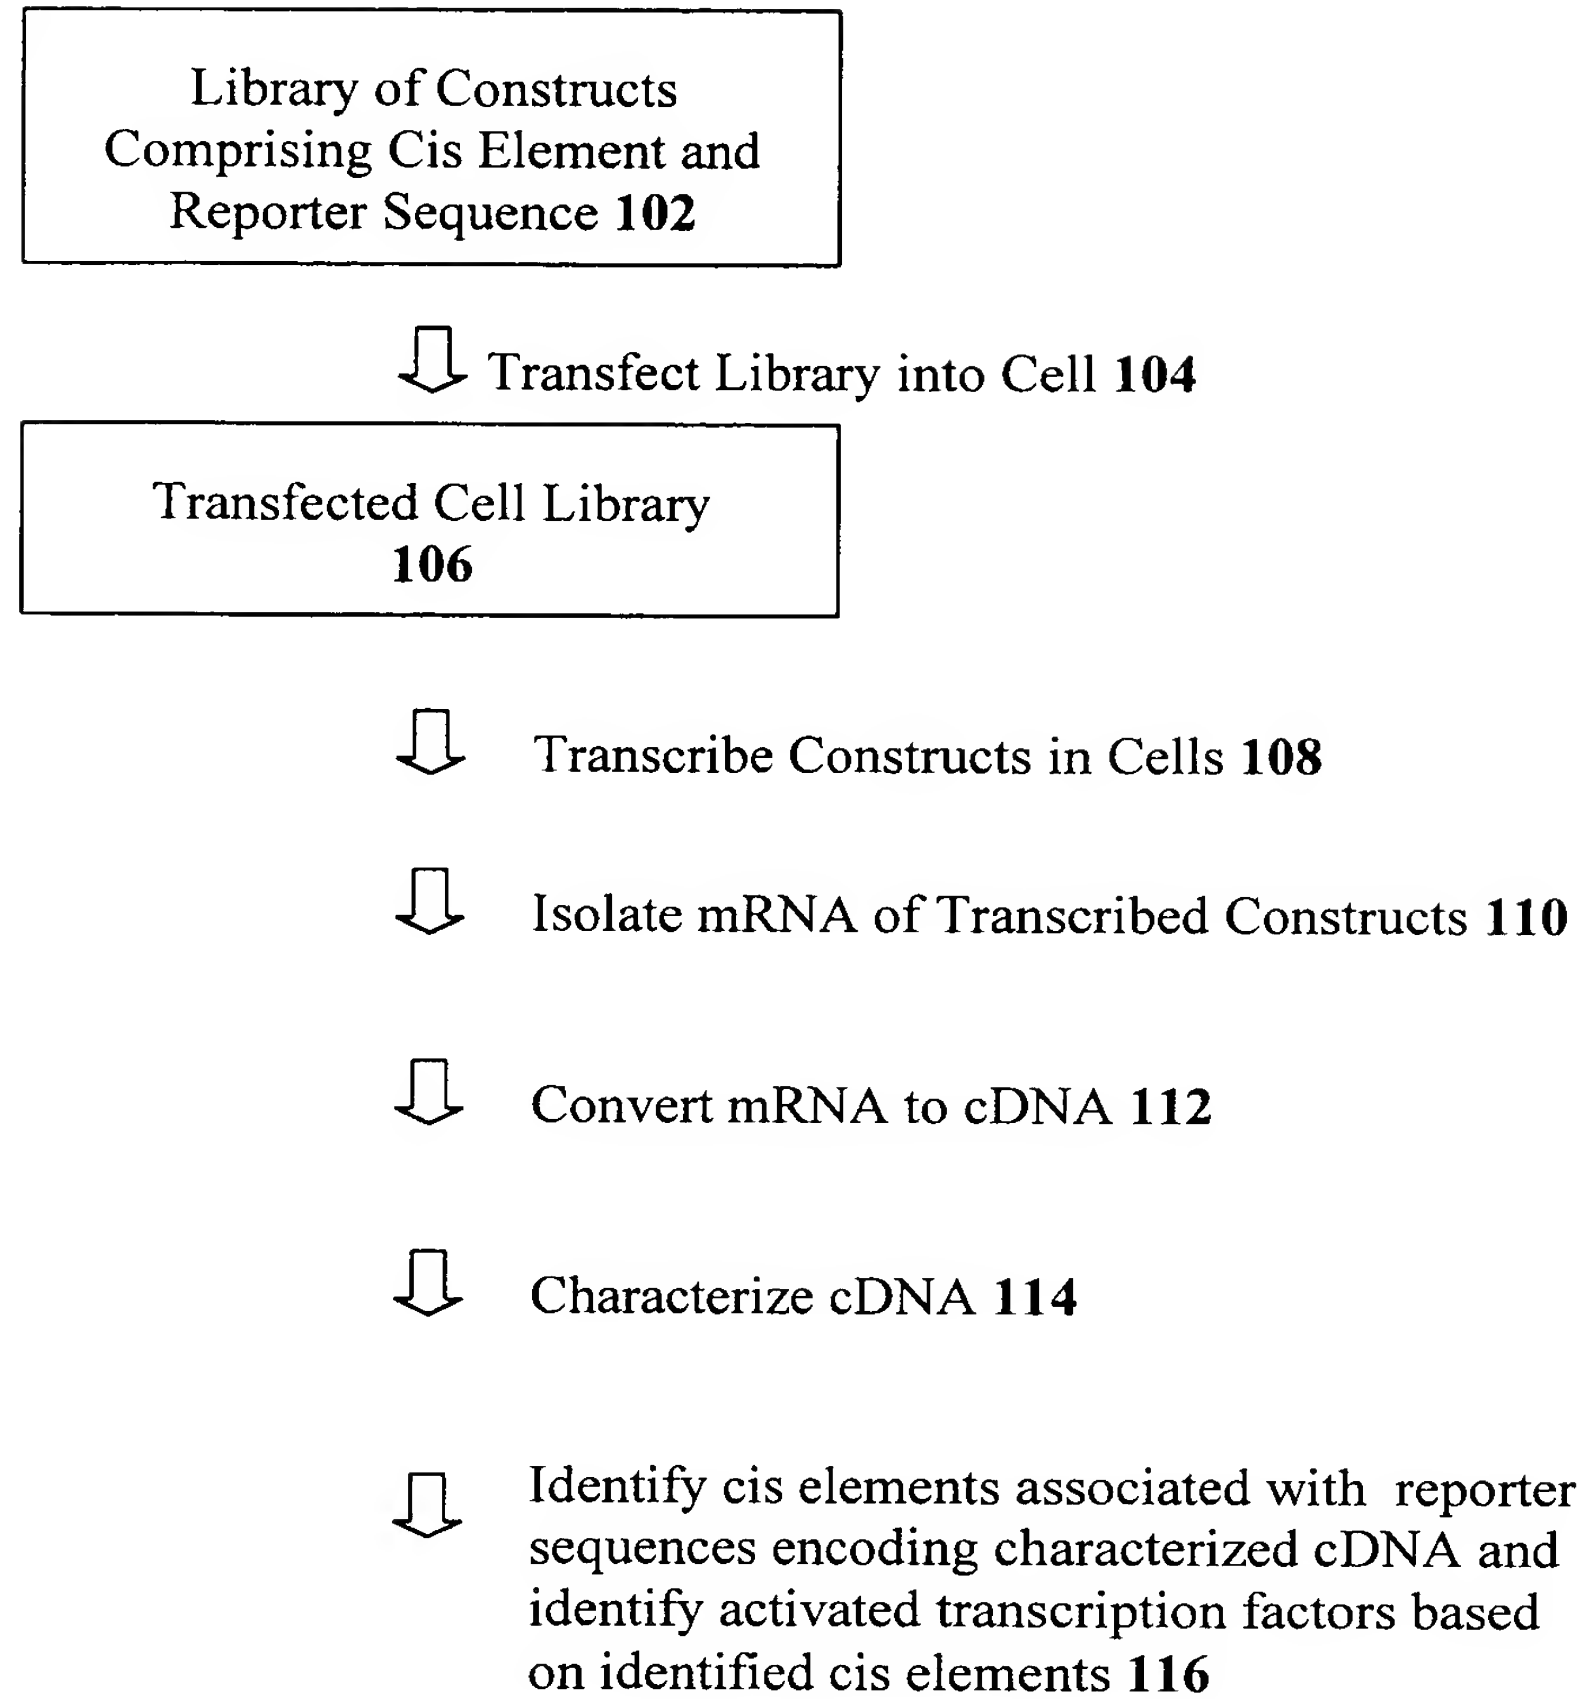 Library of Constructs
Comprising Cis Element and
Reporter Sequence 102
Transfect Library into Cell 104
Transfected Cell Library
106
Transcribe Constructs in Cells 108
Isolate mRNA of Transcribed Constructs 110
Convert mRNA to cDNA 112
Characterize cDNA 114
Identify cis elements associated with reporter
sequences encoding characterized cDNA and
identify activated transcription factors based
on identified cis elements 116